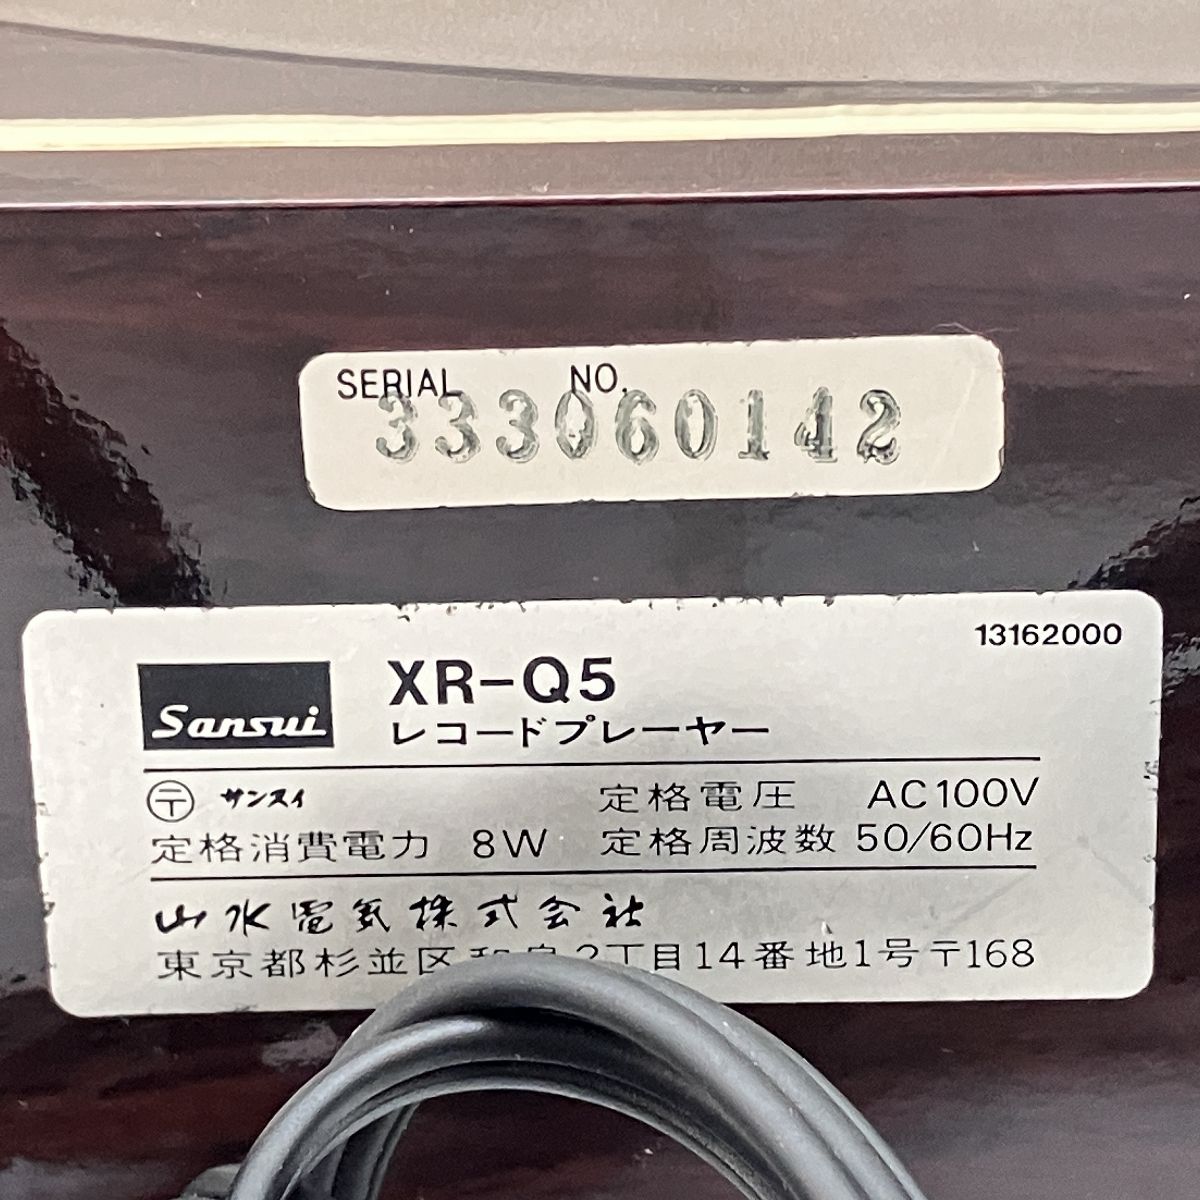 SERIAL NO.
333060142
13162000
Sansui
XR-Q5
レコードプレーヤー
〒 サンスイ 定格電圧 AC100V
定格消費電力 8W 定格周波数 50/60Hz
山水電気株式会社
東京都杉並区和泉2丁目14番地1号〒168